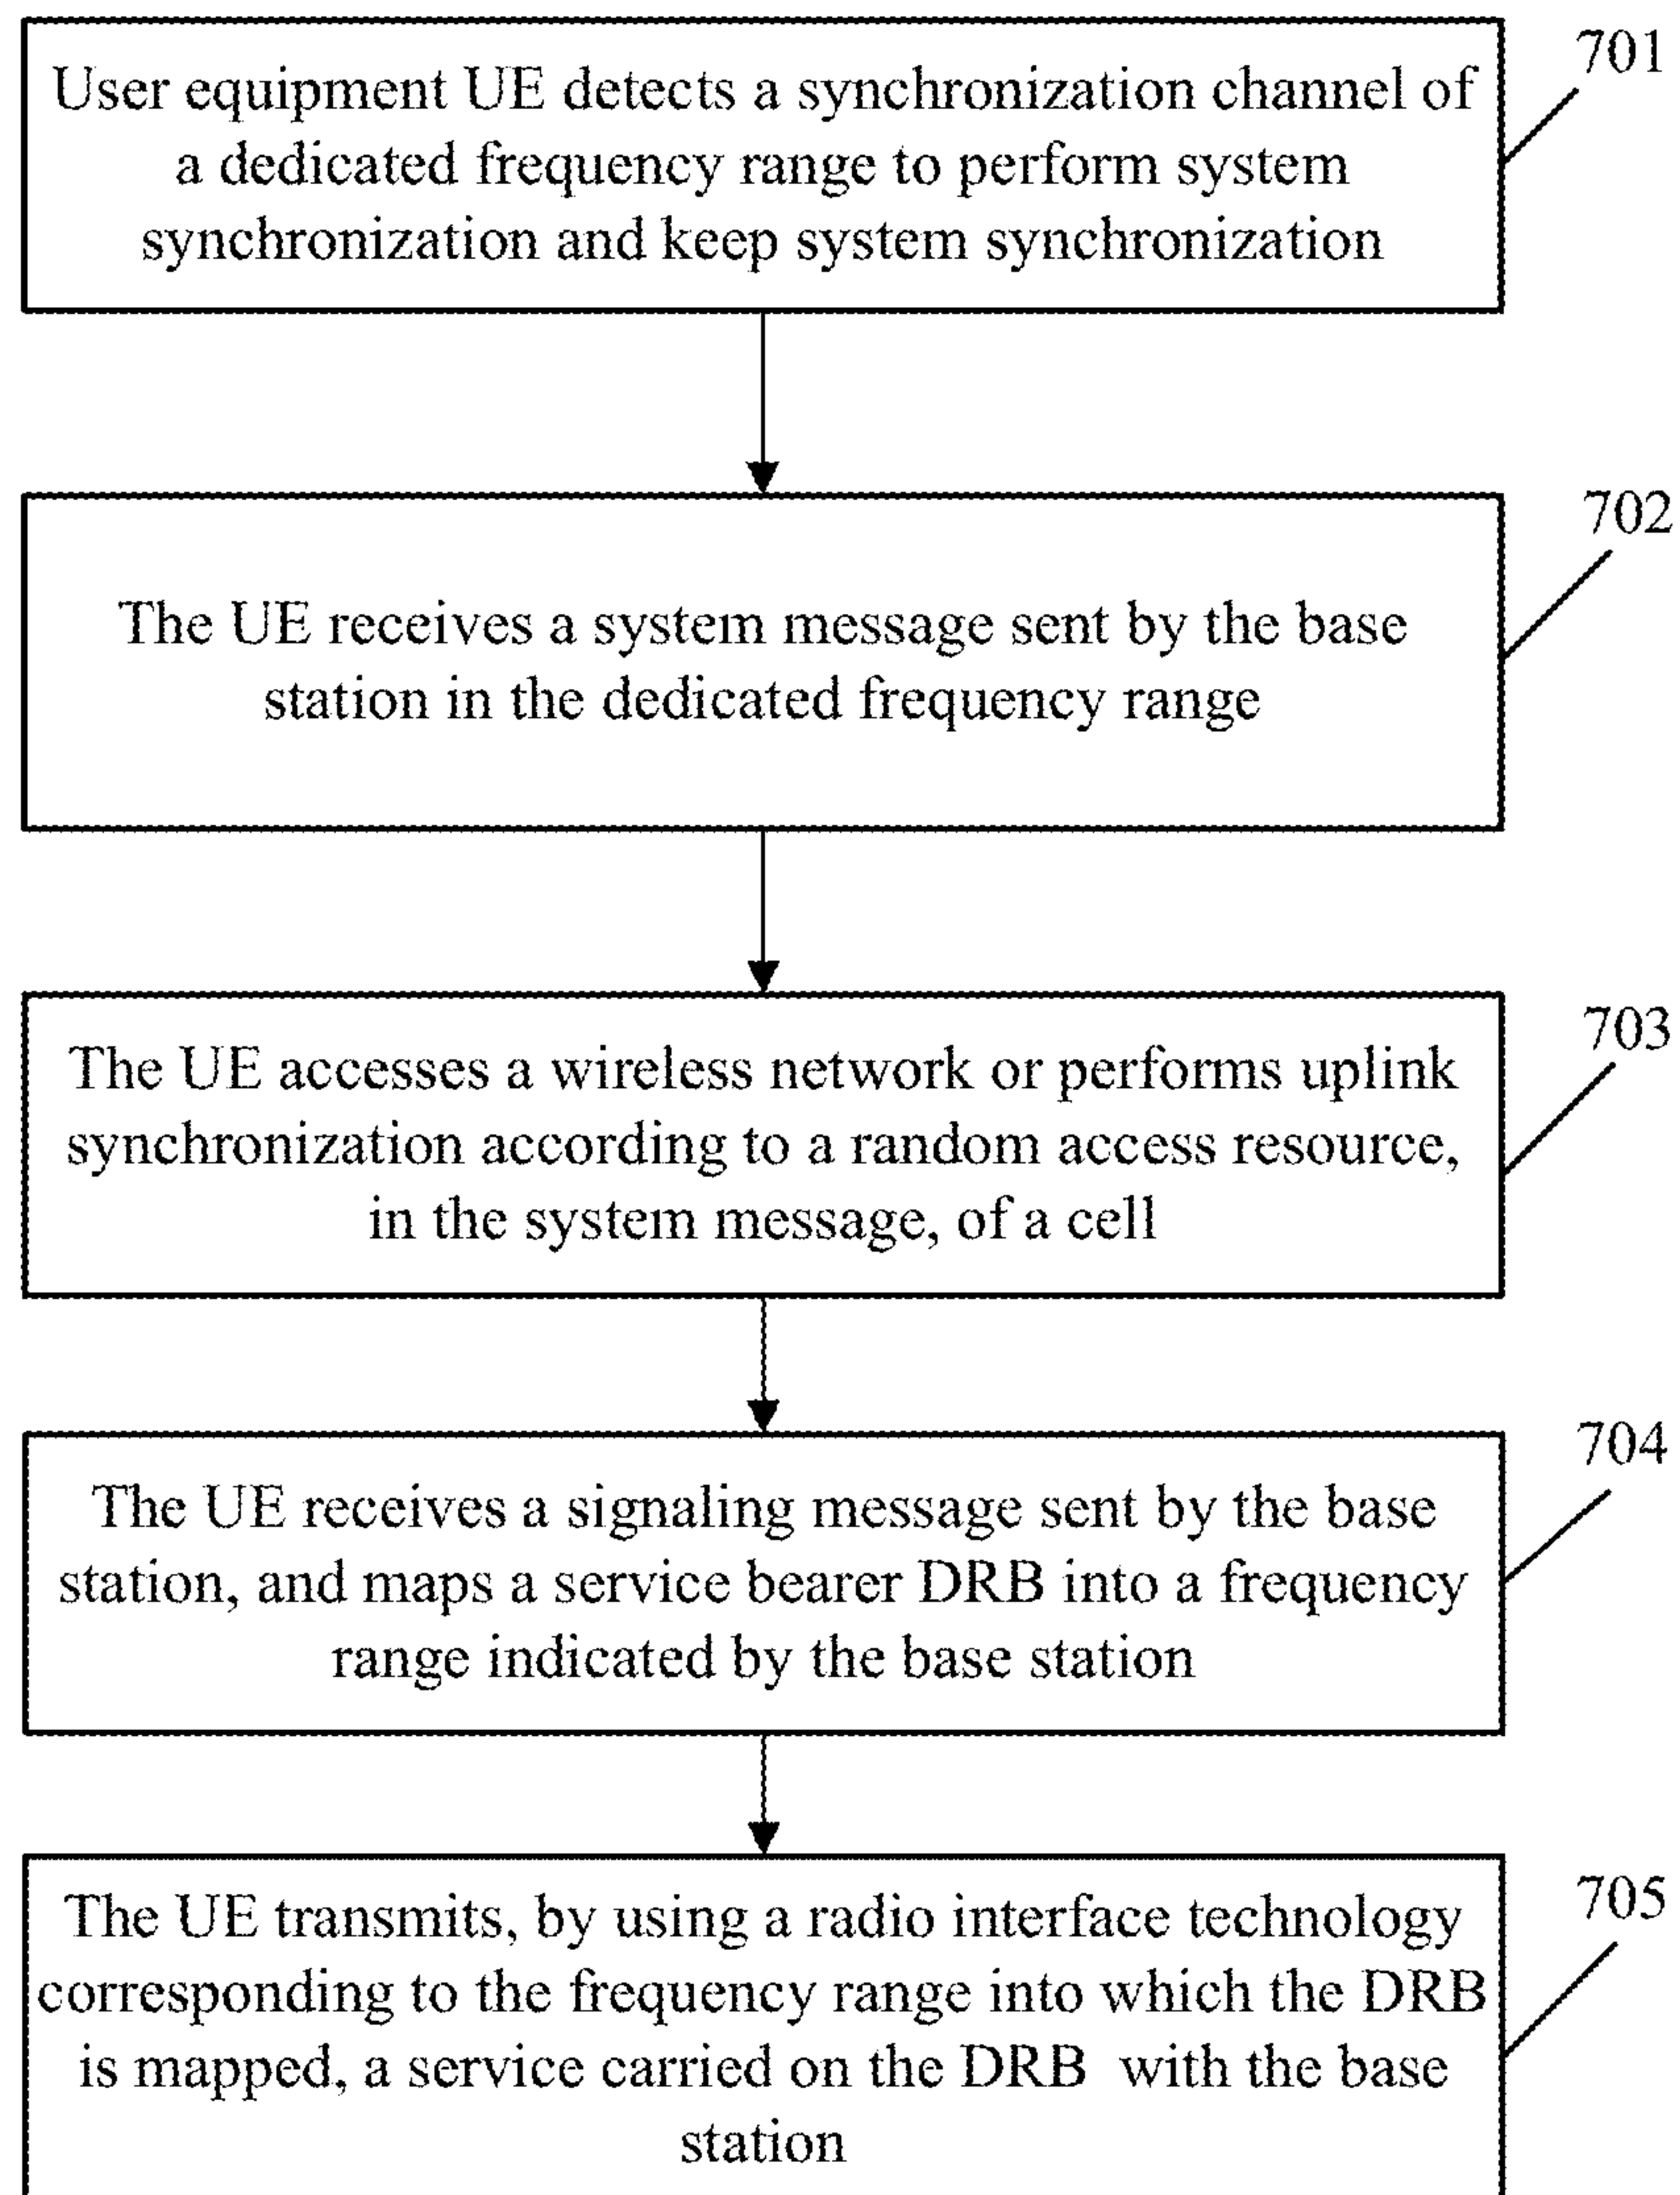 User equipment UE detects a synchronization channel of
a dedicated frequency range to perform system
synchronization and keep system synchronization
701
The UE receives a system message sent by the base
station in the dedicated frequency range
702
The UE accesses a wireless network or performs uplink
synchronization according to a random access resource,
in the system message, of a cell
703
The UE receives a signaling message sent by the base
station, and maps a service bearer DRB into a frequency
range indicated by the base station
704
The UE transmits, by using a radio interface technology
corresponding to the frequency range into which the DRB
is mapped, a service carried on the DRB with the base
station
705